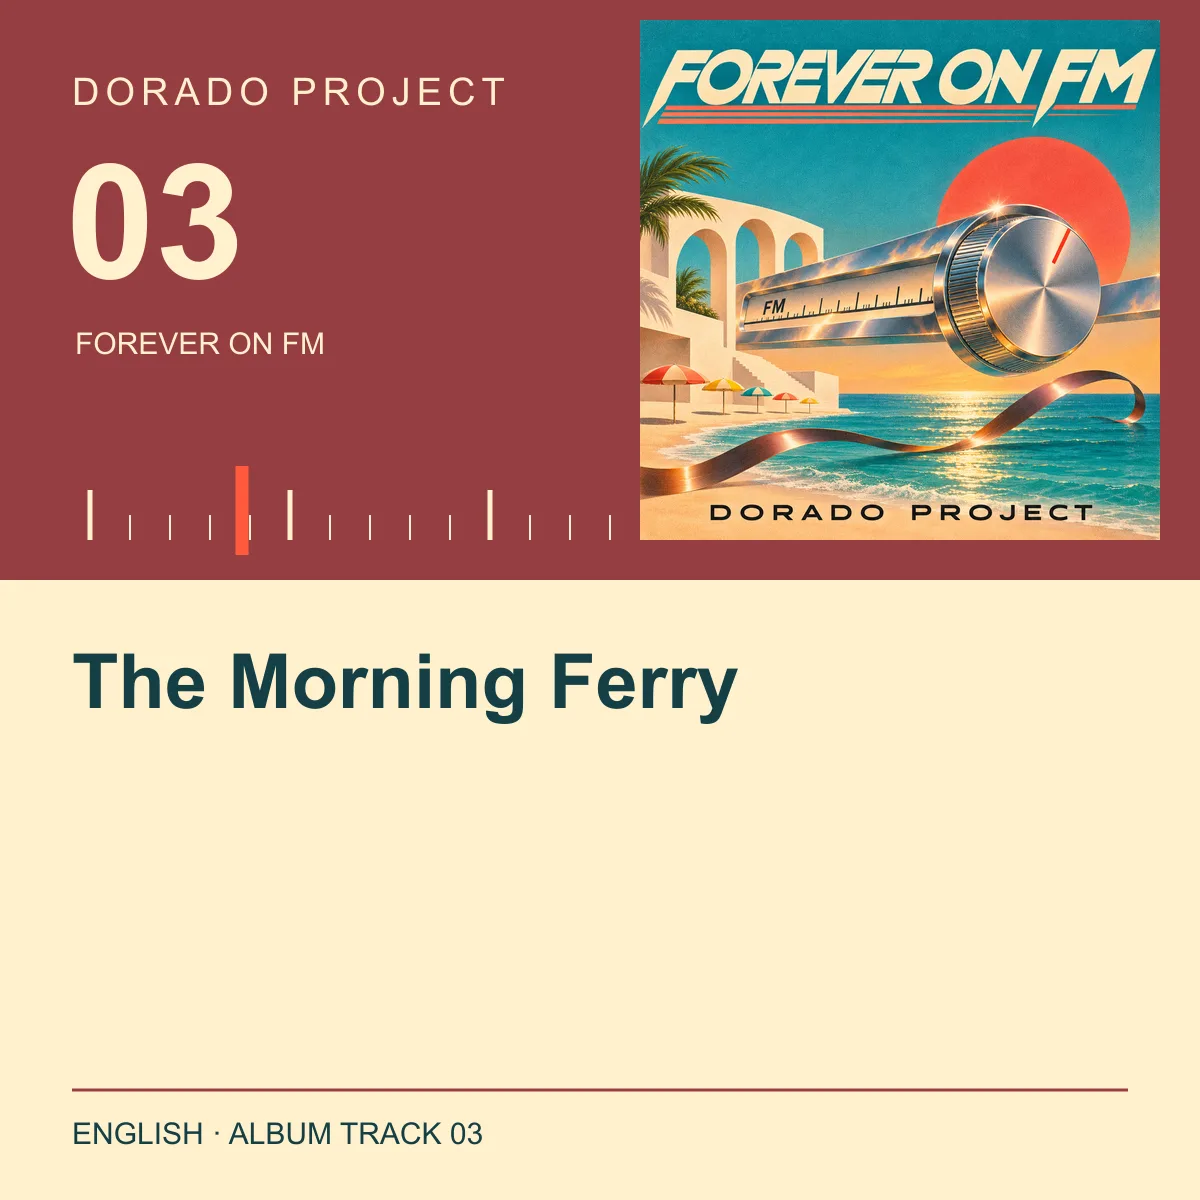 DORADO PROJECT
03
FOREVER ON FM
FOREVER ON FM
FM
DORADO PROJECT
The Morning Ferry
ENGLISH · ALBUM TRACK 03